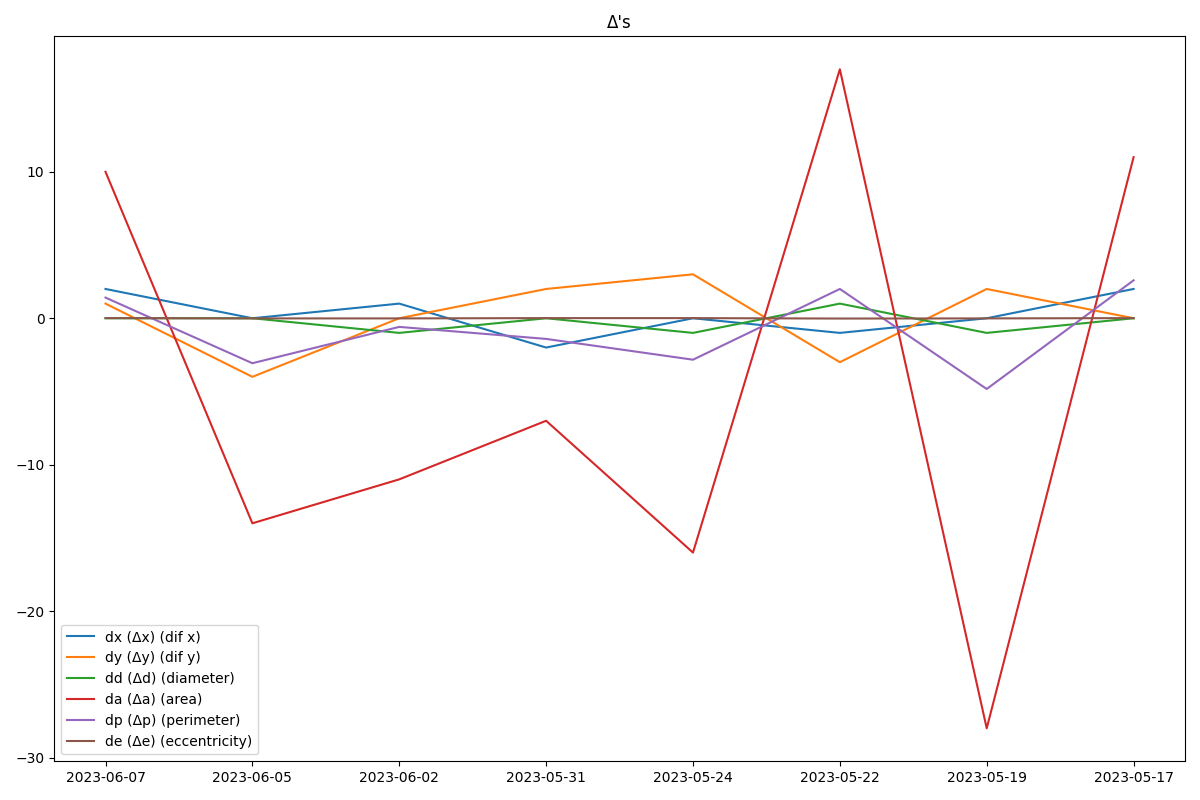 Δ's
10
0
−10
−20
−30
dx (Δx) (dif x)
dy (Δy) (dif y)
dd (Δd) (diameter)
da (Δa) (area)
dp (Δp) (perimeter)
de (Δe) (eccentricity)
2023-06-07 2023-06-05 2023-06-02 2023-05-31 2023-05-24 2023-05-22 2023-05-19 2023-05-17